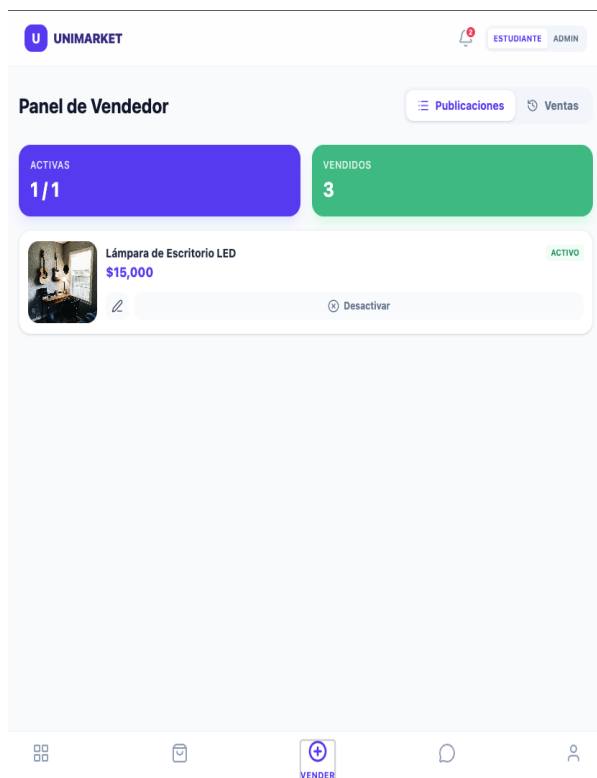 U UNIMARKET
2
ESTUDIANTE ADMIN
Panel de Vendedor
Publicaciones Ventas
ACTIVAS
1/1
VENDIDOS
3
Lámpara de Escritorio LED
ACTIVO
$15,000
Desactivar
VENDER